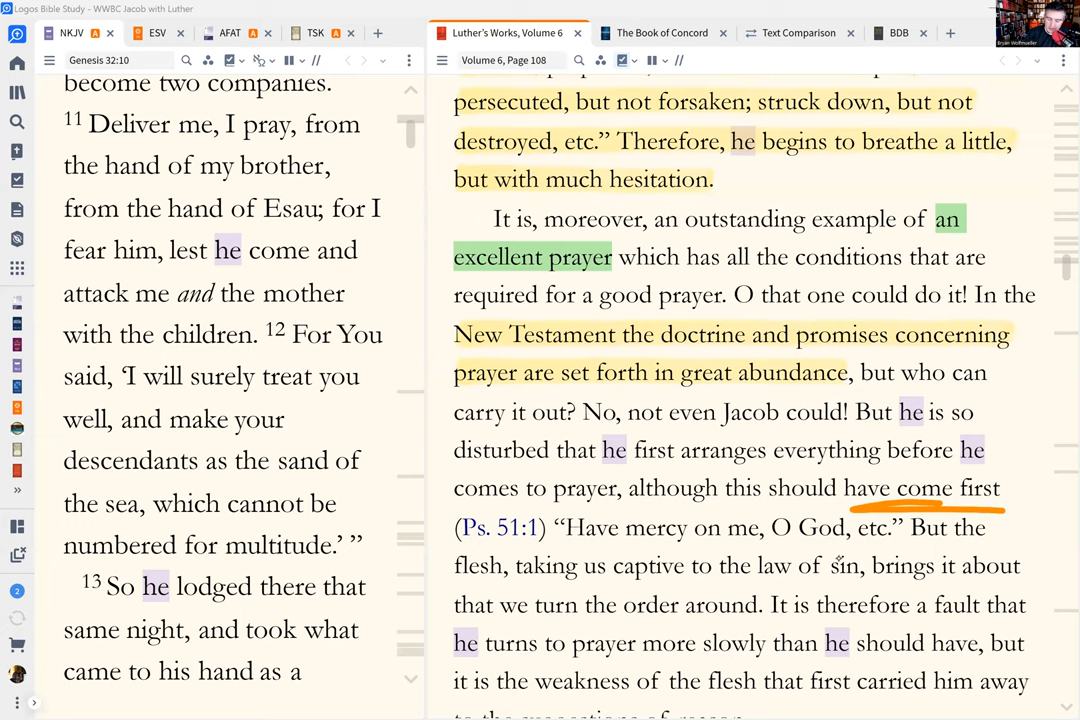 Logos Bible Study - WWBC Jacob with Luther
NKJV A
ESV
AFAT A
TSK A
Luther's Works, Volume 6
The Book of Concord
Text Comparison
BDB
Bryan Wolfmueller
Genesis 32:10
Volume 6, Page 108
become two companies.
11 Deliver me, I pray, from
the hand of my brother,
from the hand of Esau; for I
fear him, lest he come and
attack me and the mother
with the children. 12 For You
said, ‘I will surely treat you
well, and make your
descendants as the sand of
the sea, which cannot be
numbered for multitude.’ ”
13 So he lodged there that
same night, and took what
came to his hand as a
persecuted, but not forsaken; struck down, but not
destroyed, etc.” Therefore, he begins to breathe a little,
but with much hesitation.
It is, moreover, an outstanding example of an
excellent prayer which has all the conditions that are
required for a good prayer. O that one could do it! In the
New Testament the doctrine and promises concerning
prayer are set forth in great abundance, but who can
carry it out? No, not even Jacob could! But he is so
disturbed that he first arranges everything before he
comes to prayer, although this should have come first
(Ps. 51:1) “Have mercy on me, O God, etc.” But the
flesh, taking us captive to the law of sin, brings it about
that we turn the order around. It is therefore a fault that
he turns to prayer more slowly than he should have, but
it is the weakness of the flesh that first carried him away
2